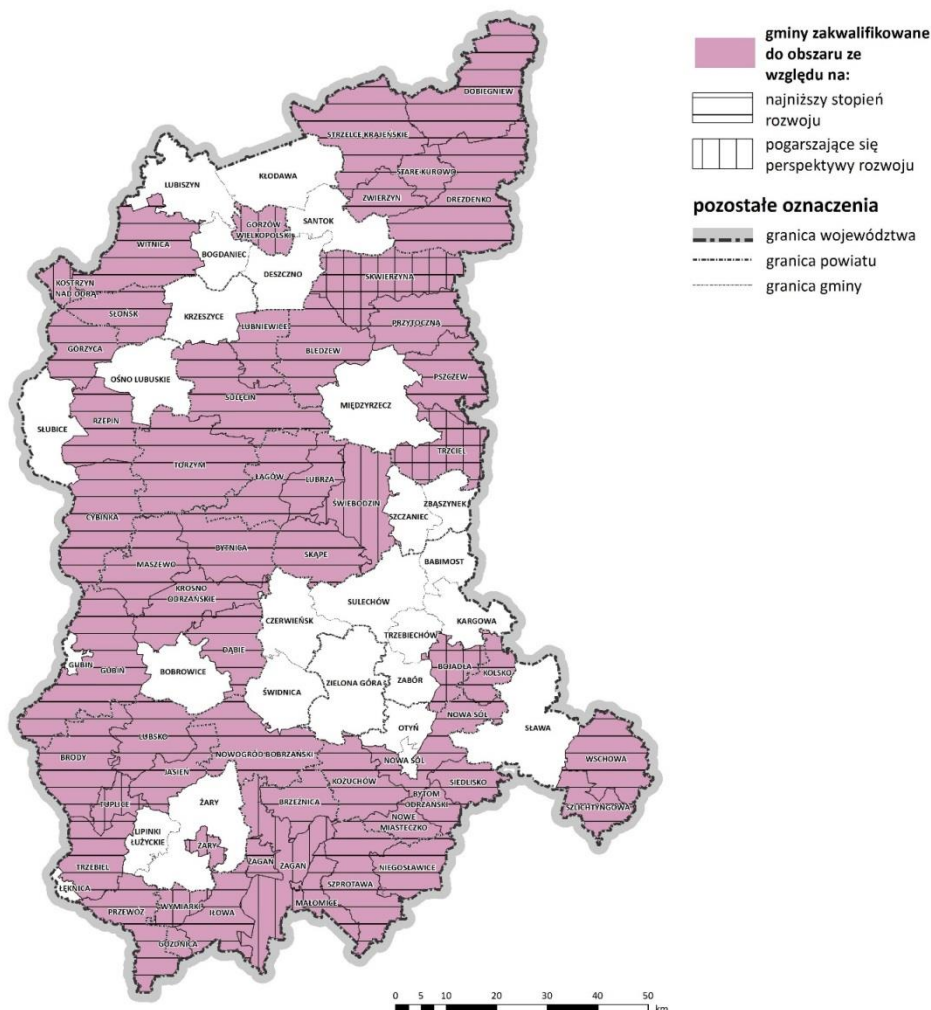 gminy zakwalifikowane
do obszaru ze
względu na:
najniższy stopień
rozwoju
pogarszające się
perspektywy rozwoju
pozostałe oznaczenia
granica województwa
granica powiatu
granica gminy
DOBIEGNIEW
STRZELCE KRAJEŃSKIE
KŁODAWA
LUBISZYN
STARE KUROWO
ZWIERZYN
DREZDENKO
SANTOK
GORZÓW
WIELKOPOLSKI
WITNICA
BOGDANIEC
DESZCZNO
SKWIERZYNA
KOSTRZYN
NAD ODRĄ
SŁOŃSK
KRZESZYCE
LUBNIEWICE
PRZYTOCZNA
GÓRZYCA
BLEDZEW
PSZCZEW
OŚNO LUBUSKIE
SULĘCIN
MIĘDZYRZECZ
SŁUBICE
RZEPIN
TRZCIEL
TORZYM
ŁAGÓW
LUBRZA
ŚWIEBODZIN
ZBĄSZYNEK
SZCZANIEC
CYBINKA
BYTNICA
SKĄPE
MASZEWO
BABIMOST
KROSNO
ODRZAŃSKIE
SULECHÓW
CZERWIEŃSK
KARGOWA
TRZEBIECHÓW
DĄBIE
GUBIN
GUBIN
BOBROWICE
BOJADŁA
KOLSKO
ZABÓR
ŚWIDNICA
ZIELONA GÓRA
NOWA SÓL
OTYŃ
SŁAWA
LUBSKO
BRODY
NOWOGRÓD BOBRZAŃSKI
NOWA SÓL
WSCHOWA
JASIEŃ
KOŻUCHÓW
SIEDLISKO
BYTOM
ODRZAŃSKI
TUPLICE
ŻARY
BRZEŹNICA
SZLICHTYNGOWA
NOWE
MIASTECZKO
LIPINKI
ŁUŻYCKIE
ŻARY
ŻAGAŃ
ŻAGAŃ
TRZEBIEL
NIEGOSŁAWICE
ŁĘKNICA
SZPROTAWA
PRZEWÓZ
WYMIARKI
IŁOWA
MAŁOMICE
GOZDNICA
0 5 10 20 30 40 50
km